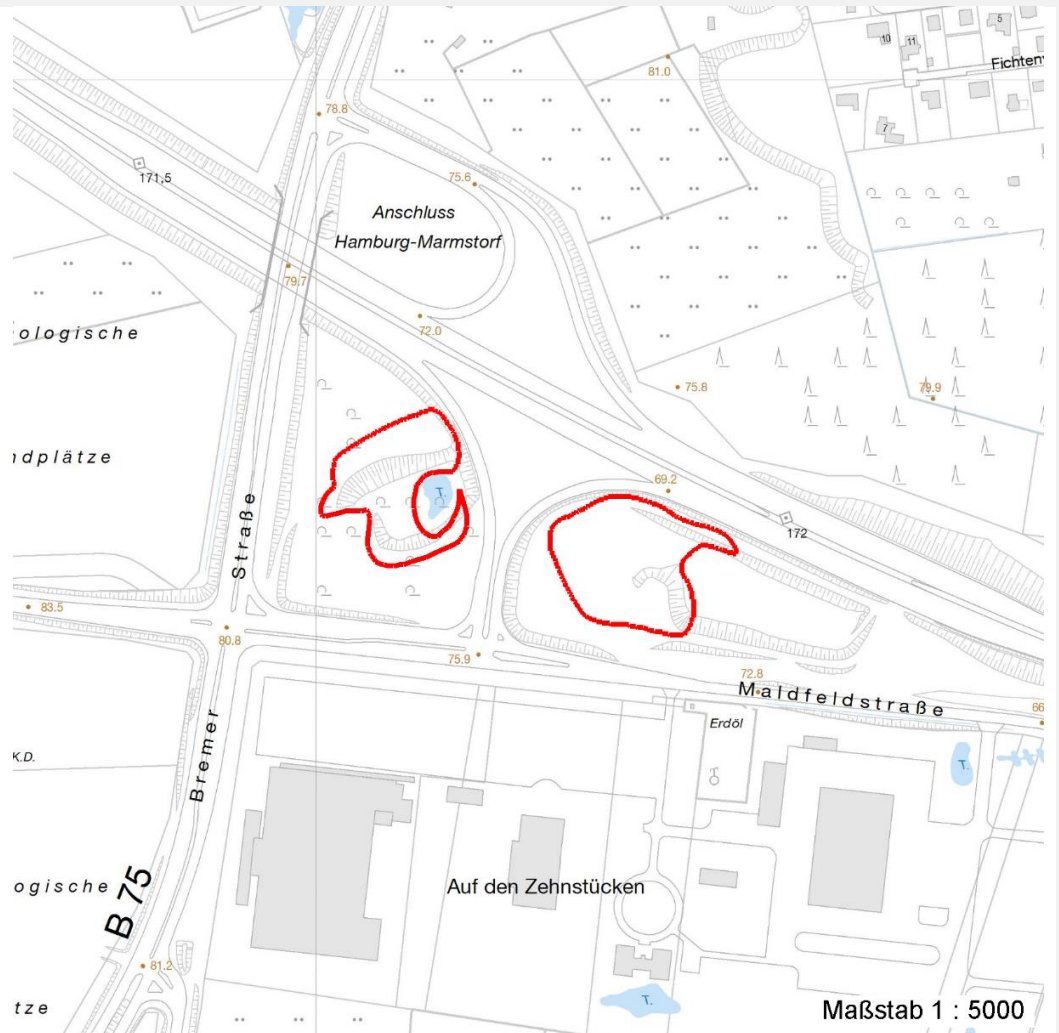 5
10
11
Fichten
81.0
78.8
7
171,5
75.6
Anschluss
Hamburg-Marmstorf
79.7
72.0
ologische
75.8
79.9
ndplätze
T.
69.2
172
Straße
83.5
80.8
75.9
72.8
Maldfeldstraße
66
Erdöl
Bremer
K.D.
T.
ogische
B 75
Auf den Zehnstücken
81.2
T.
tze
Maßstab 1 : 5000